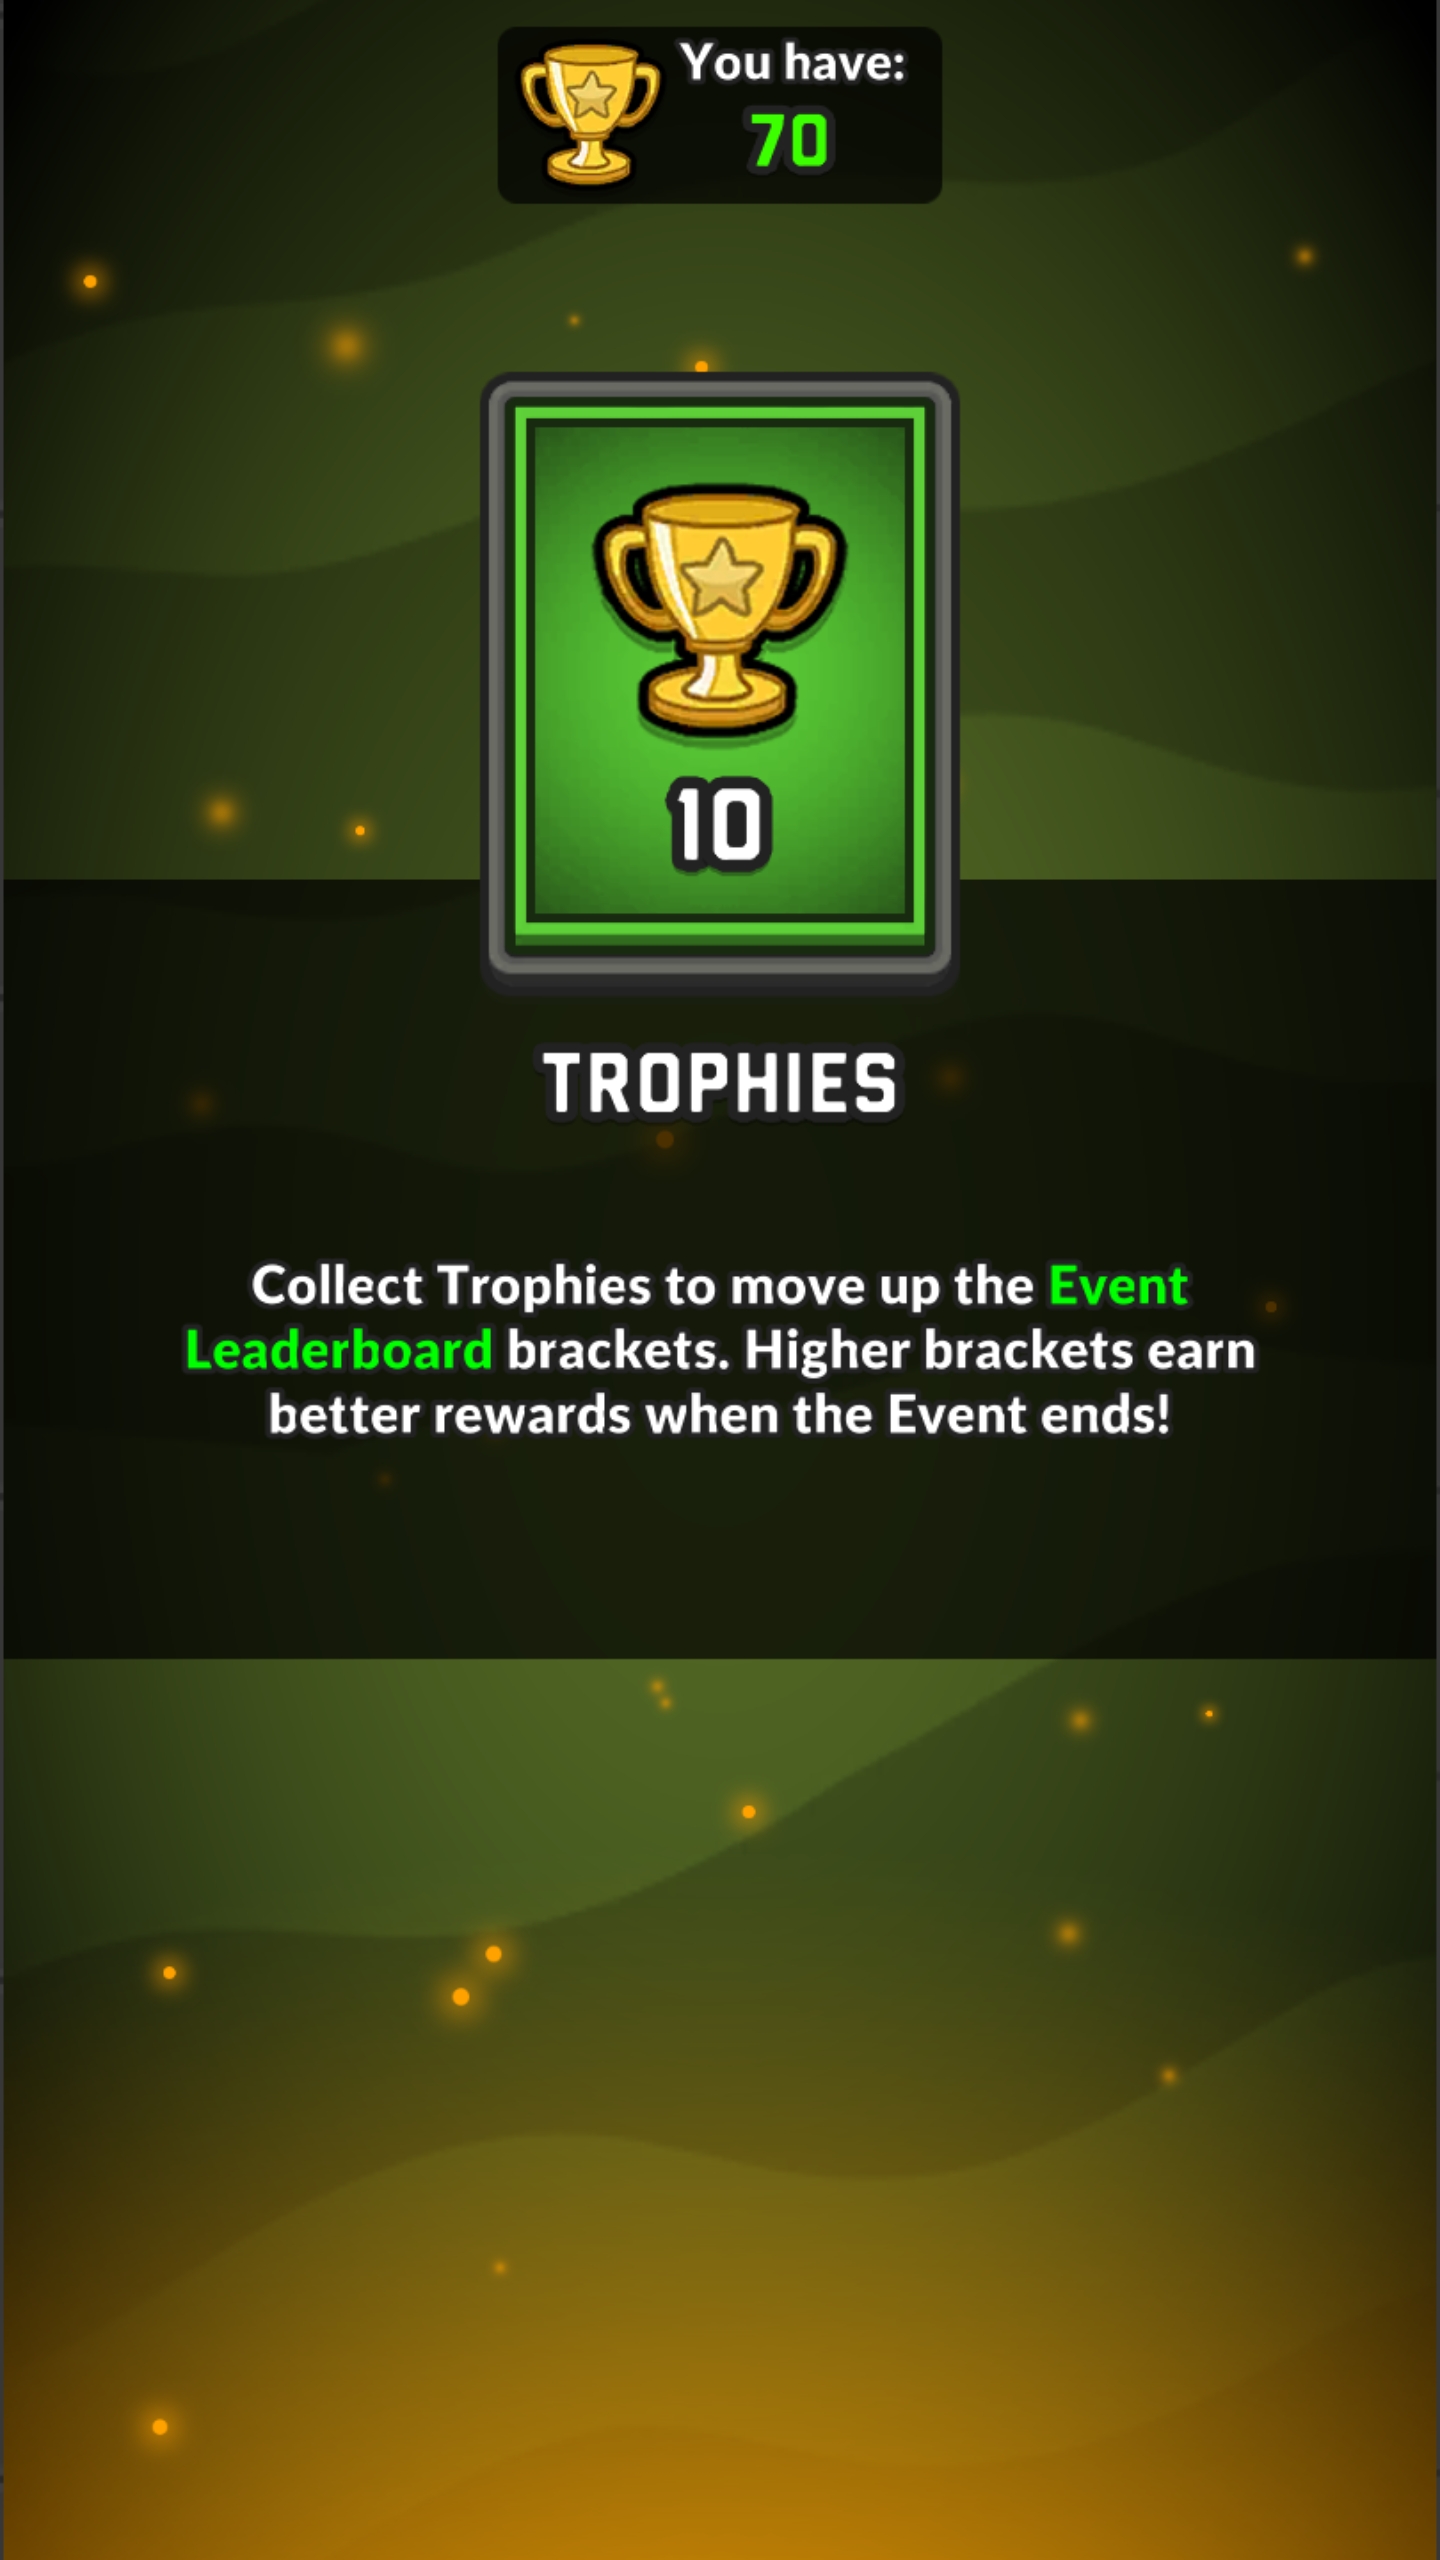 You have:
70
10
TROPHIES
Collect Trophies to move up the Event
Leaderboard brackets. Higher brackets earn
better rewards when the Event ends!